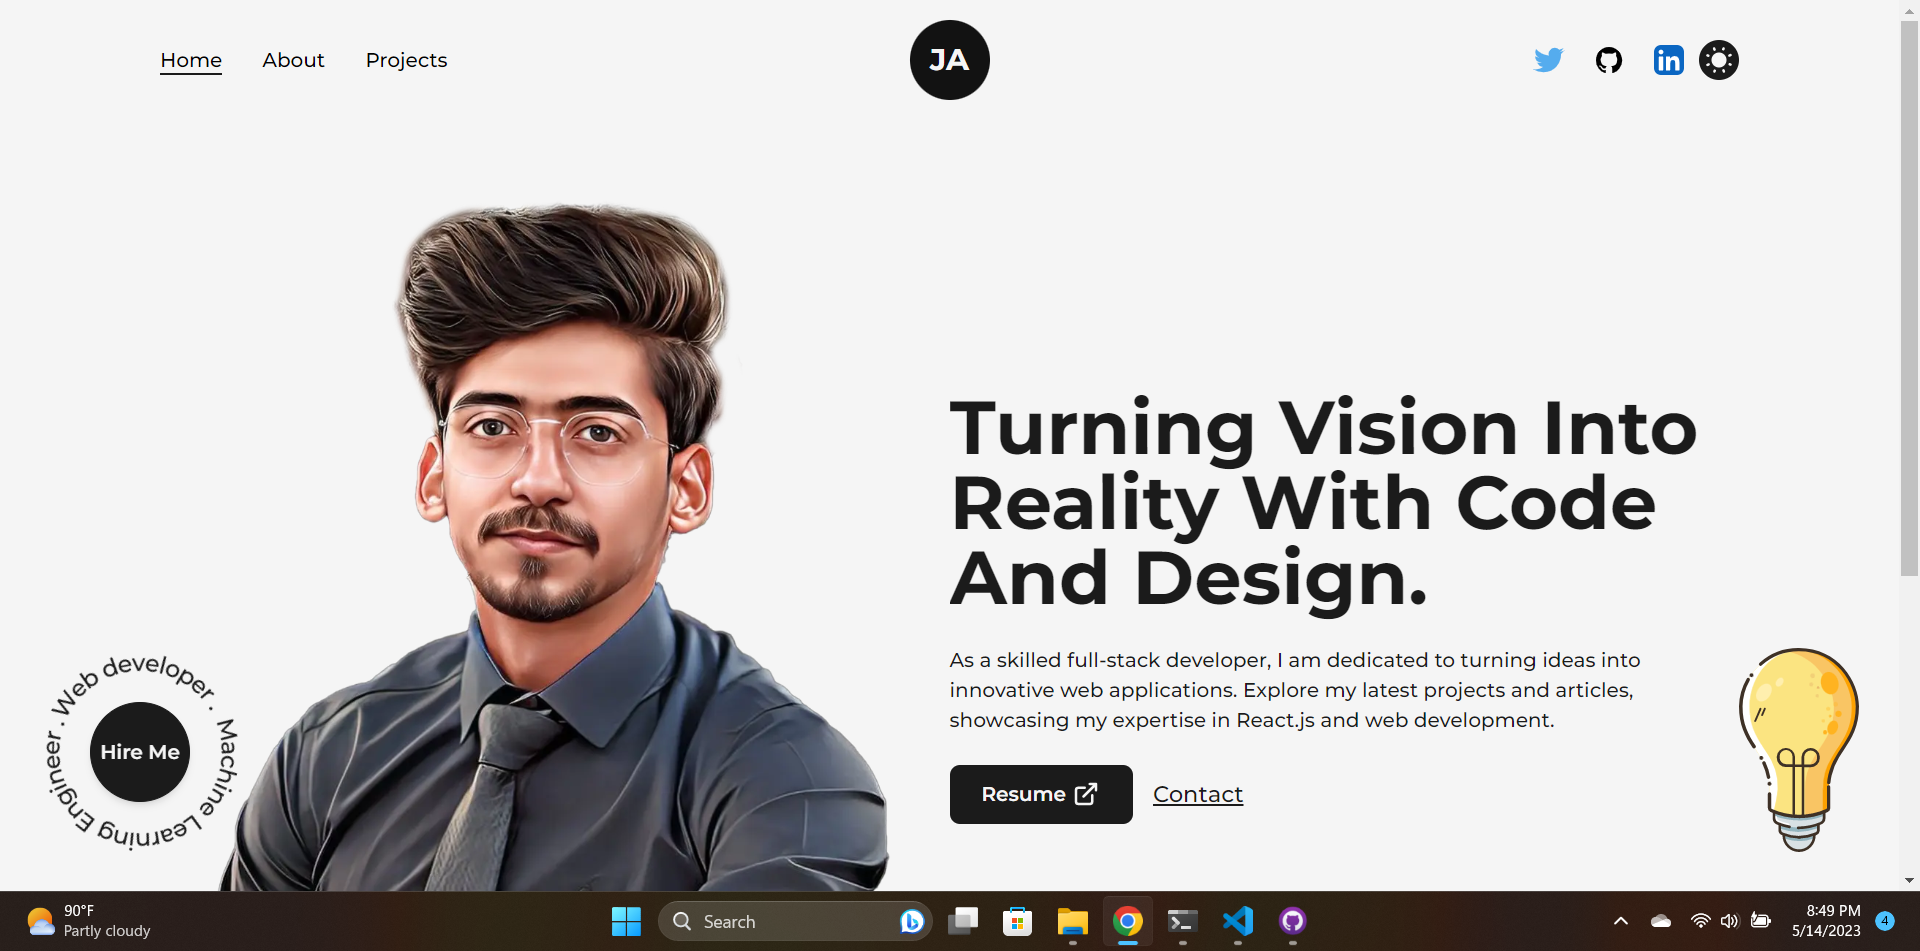 Home About Projects
JA
Turning Vision Into
Reality With Code
And Design.
As a skilled full-stack developer, I am dedicated to turning ideas into
innovative web applications. Explore my latest projects and articles,
showcasing my expertise in React.js and web development.
Resume Contact
Web developer . Machine Learning Engineer .
Hire Me
90°F
Partly cloudy
Search
8:49 PM
5/14/2023
4